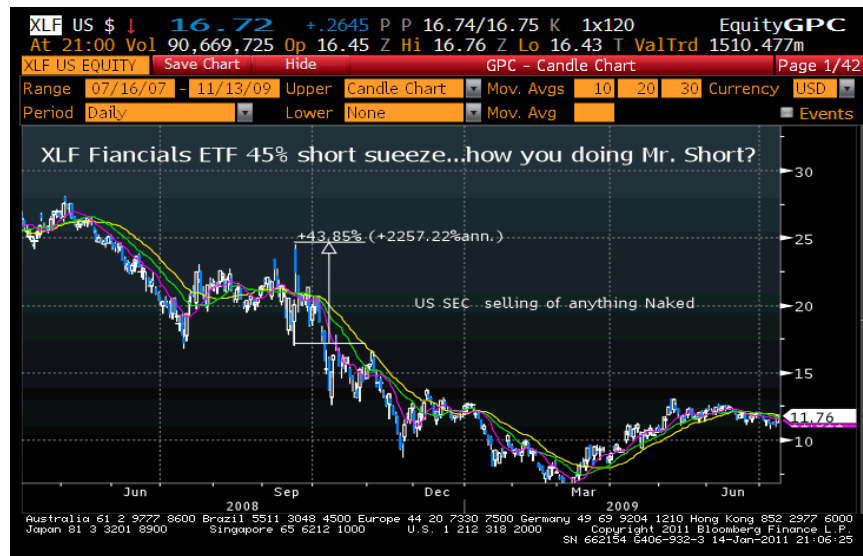 XLF US $ ↓ 16.72 +.2645 P P 16.74/16.75 K 1x120 EquityGPC
At 21:00 Vol 90,669,725 Op 16.45 Z Hi 16.76 Z Lo 16.43 T ValTrd 1510.477m
XLF US EQUITY Save Chart Hide GPC - Candle Chart Page 1/42
Range 07/16/07 - 11/13/09 Upper Candle Chart Mov. Avgs 10 20 30 Currency USD
Period Daily Lower None Mov. Avg Events
XLF Fiancials ETF 45% short sueeze...how you doing Mr. Short?
30
+43.85% (+2257.22%ann.)
25
US SEC selling of anything Naked
20
15
11.76
10
Jun Sep Dec Mar Jun
2008 2009
Australia 61 2 9777 8600 Brazil 5511 3048 4500 Europe 44 20 7330 7500 Germany 49 69 9204 1210 Hong Kong 852 2977 6000
Japan 81 3 3201 8900 Singapore 65 6212 1000 U.S. 1 212 318 2000 Copyright 2011 Bloomberg Finance L.P.
SN 662154 G406-932-3 14-Jan-2011 21:06:25